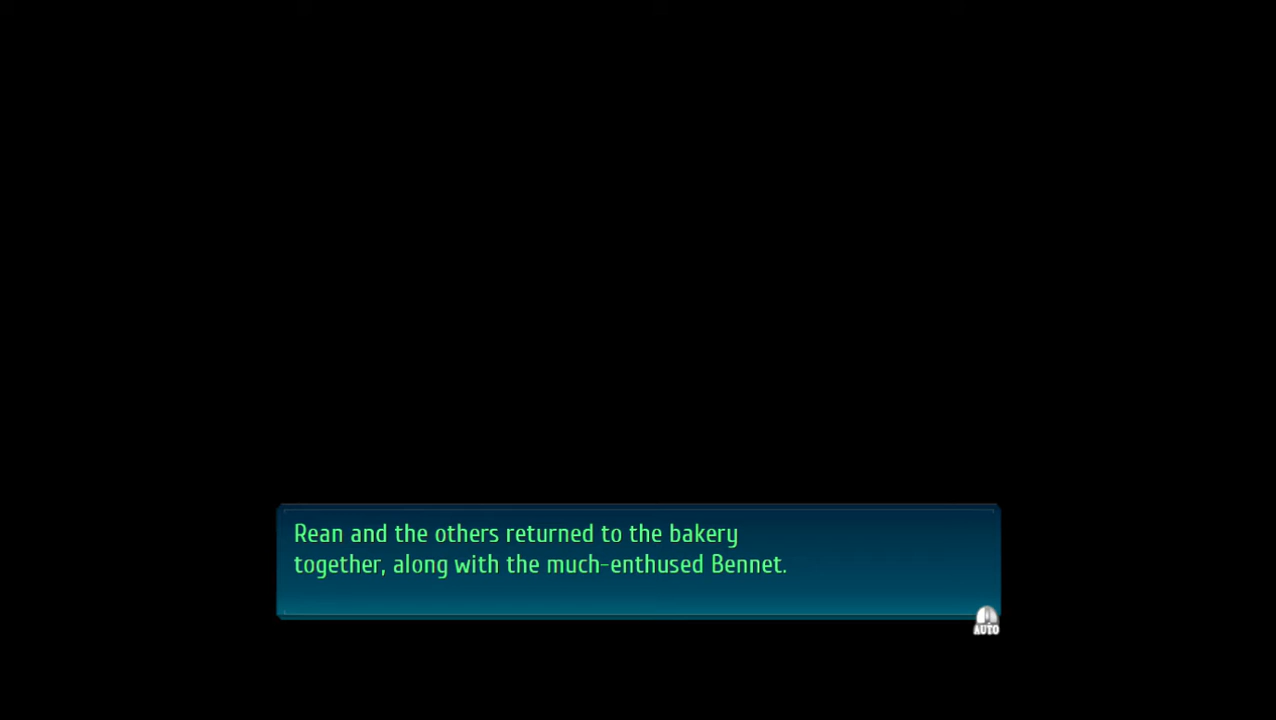 Rean and the others returned to the bakery
together, along with the much-enthused Bennet.
AUTO